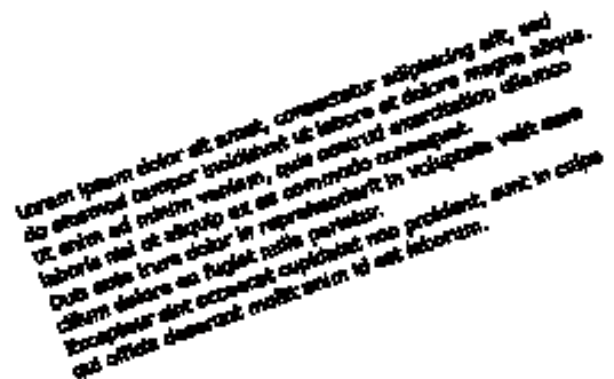 Lorem ipsum dolor sit amet, consectetur adipisicing elit, sed
do eiusmod tempor incididunt ut labore et dolore magna aliqua.
Ut enim ad minim veniam, quis nostrud exercitation ullamco
laboris nisi ut aliquip ex ea commodo consequat.
Duis aute irure dolor in reprehenderit in voluptate velit esse
cillum dolore eu fugiat nulla pariatur.
Excepteur sint occaecat cupidatat non proident, sunt in culpa
qui officia deserunt mollit anim id est laborum.